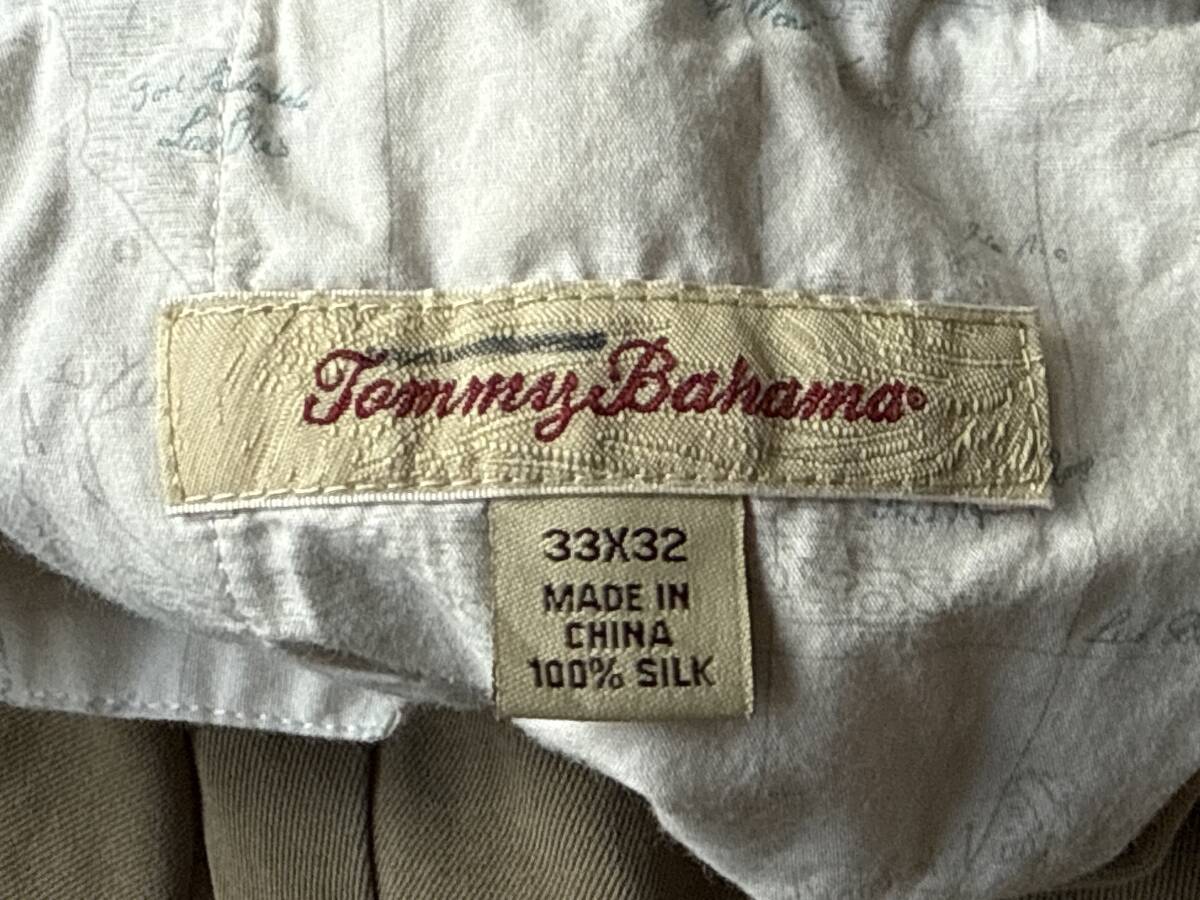 Tommy Bahama®
33X32
MADE IN
CHINA
100% SILK